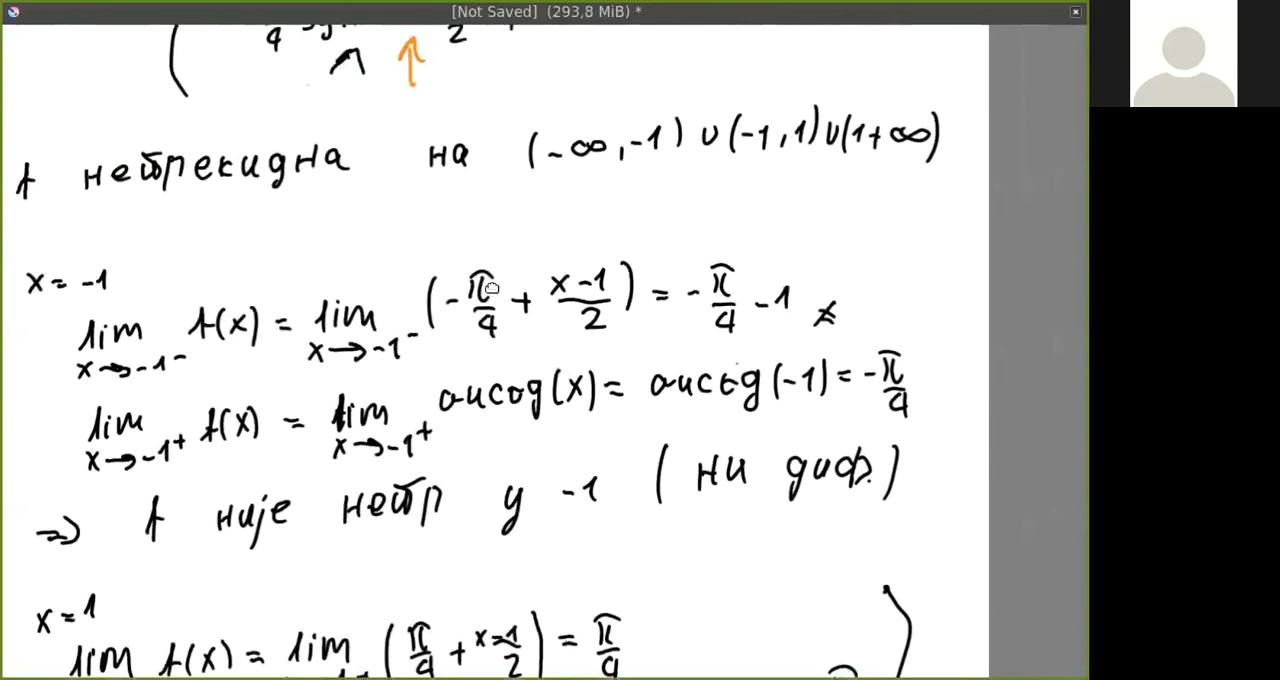 [Not Saved] (293,8 MiB) *
4 2
f непрекидна на (-∞,-1) ∪ (-1,1) ∪ (1+∞)
x = -1
lim x→-1⁻ f(x) = lim x→-1⁻ (-π/4 + (x-1)/2) = -π/4 - 1 ≠
lim x→-1⁺ f(x) = lim x→-1⁺ arctg(x) = arctg(-1) = -π/4
⇒ f није непр у -1 (ни диф.)
x = 1
lim f(x) = lim (π/4 + (x-1)/2) = π/4